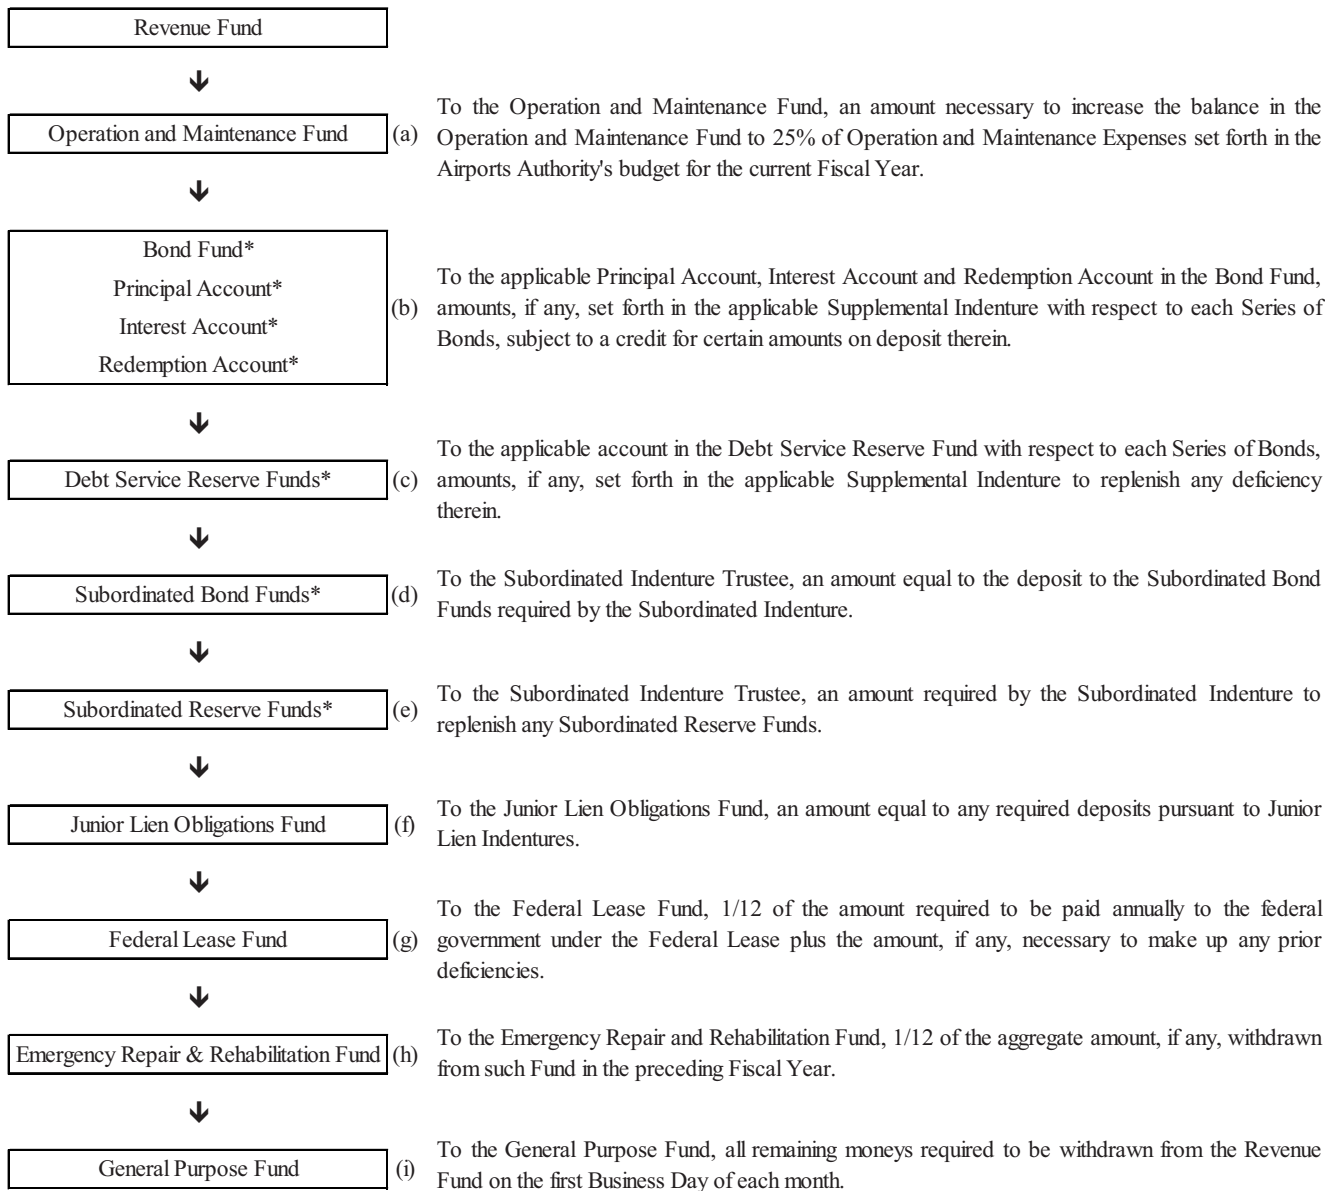 Revenue Fund
Operation and Maintenance Fund
(a)
To the Operation and Maintenance Fund, an amount necessary to increase the balance in the
Operation and Maintenance Fund to 25% of Operation and Maintenance Expenses set forth in the
Airports Authority's budget for the current Fiscal Year.
Bond Fund*
Principal Account*
Interest Account*
Redemption Account*
(b)
To the applicable Principal Account, Interest Account and Redemption Account in the Bond Fund,
amounts, if any, set forth in the applicable Supplemental Indenture with respect to each Series of
Bonds, subject to a credit for certain amounts on deposit therein.
Debt Service Reserve Funds*
(c)
To the applicable account in the Debt Service Reserve Fund with respect to each Series of Bonds,
amounts, if any, set forth in the applicable Supplemental Indenture to replenish any deficiency
therein.
Subordinated Bond Funds*
(d)
To the Subordinated Indenture Trustee, an amount equal to the deposit to the Subordinated Bond
Funds required by the Subordinated Indenture.
Subordinated Reserve Funds*
(e)
To the Subordinated Indenture Trustee, an amount required by the Subordinated Indenture to
replenish any Subordinated Reserve Funds.
Junior Lien Obligations Fund
(f)
To the Junior Lien Obligations Fund, an amount equal to any required deposits pursuant to Junior
Lien Indentures.
Federal Lease Fund
(g)
To the Federal Lease Fund, 1/12 of the amount required to be paid annually to the federal
government under the Federal Lease plus the amount, if any, necessary to make up any prior
deficiencies.
Emergency Repair & Rehabilitation Fund
(h)
To the Emergency Repair and Rehabilitation Fund, 1/12 of the aggregate amount, if any, withdrawn
from such Fund in the preceding Fiscal Year.
General Purpose Fund
(i)
To the General Purpose Fund, all remaining moneys required to be withdrawn from the Revenue
Fund on the first Business Day of each month.